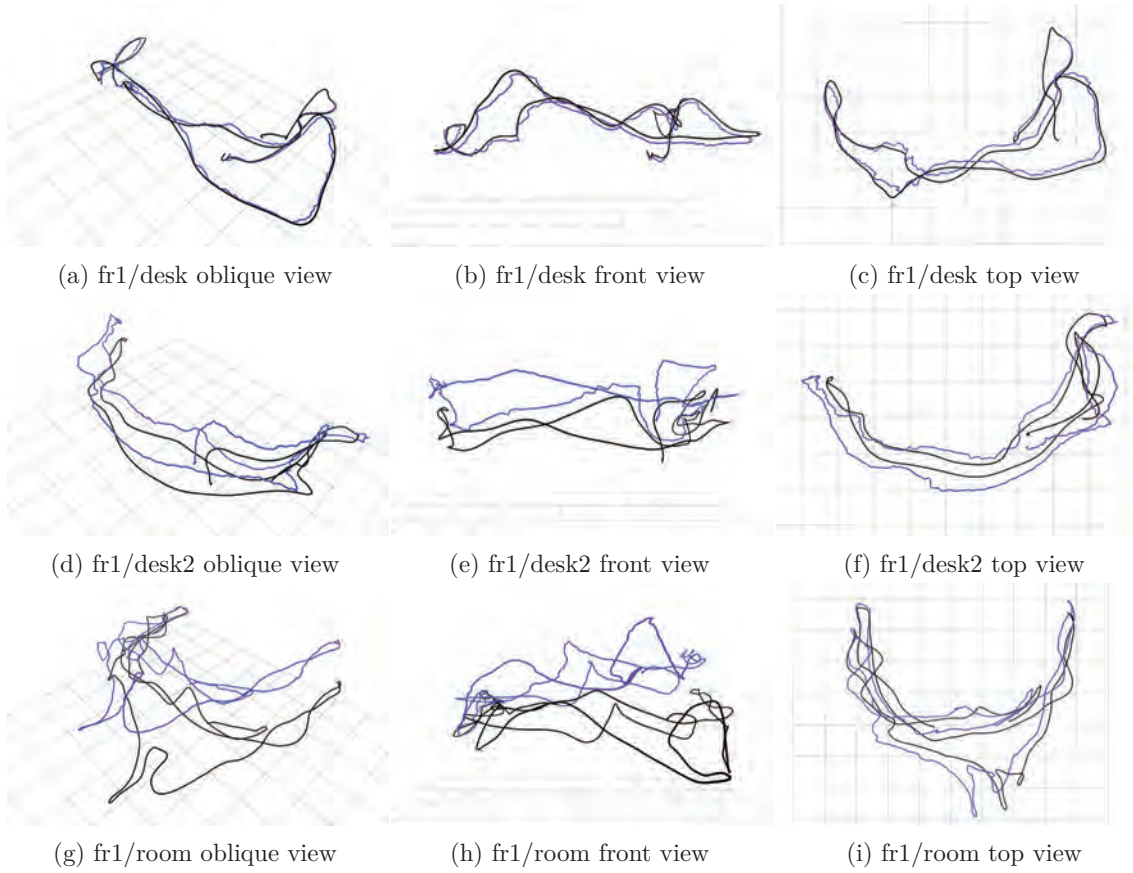 (a) fr1/desk oblique view
(b) fr1/desk front view
(c) fr1/desk top view
(d) fr1/desk2 oblique view
(e) fr1/desk2 front view
(f) fr1/desk2 top view
(g) fr1/room oblique view
(h) fr1/room front view
(i) fr1/room top view